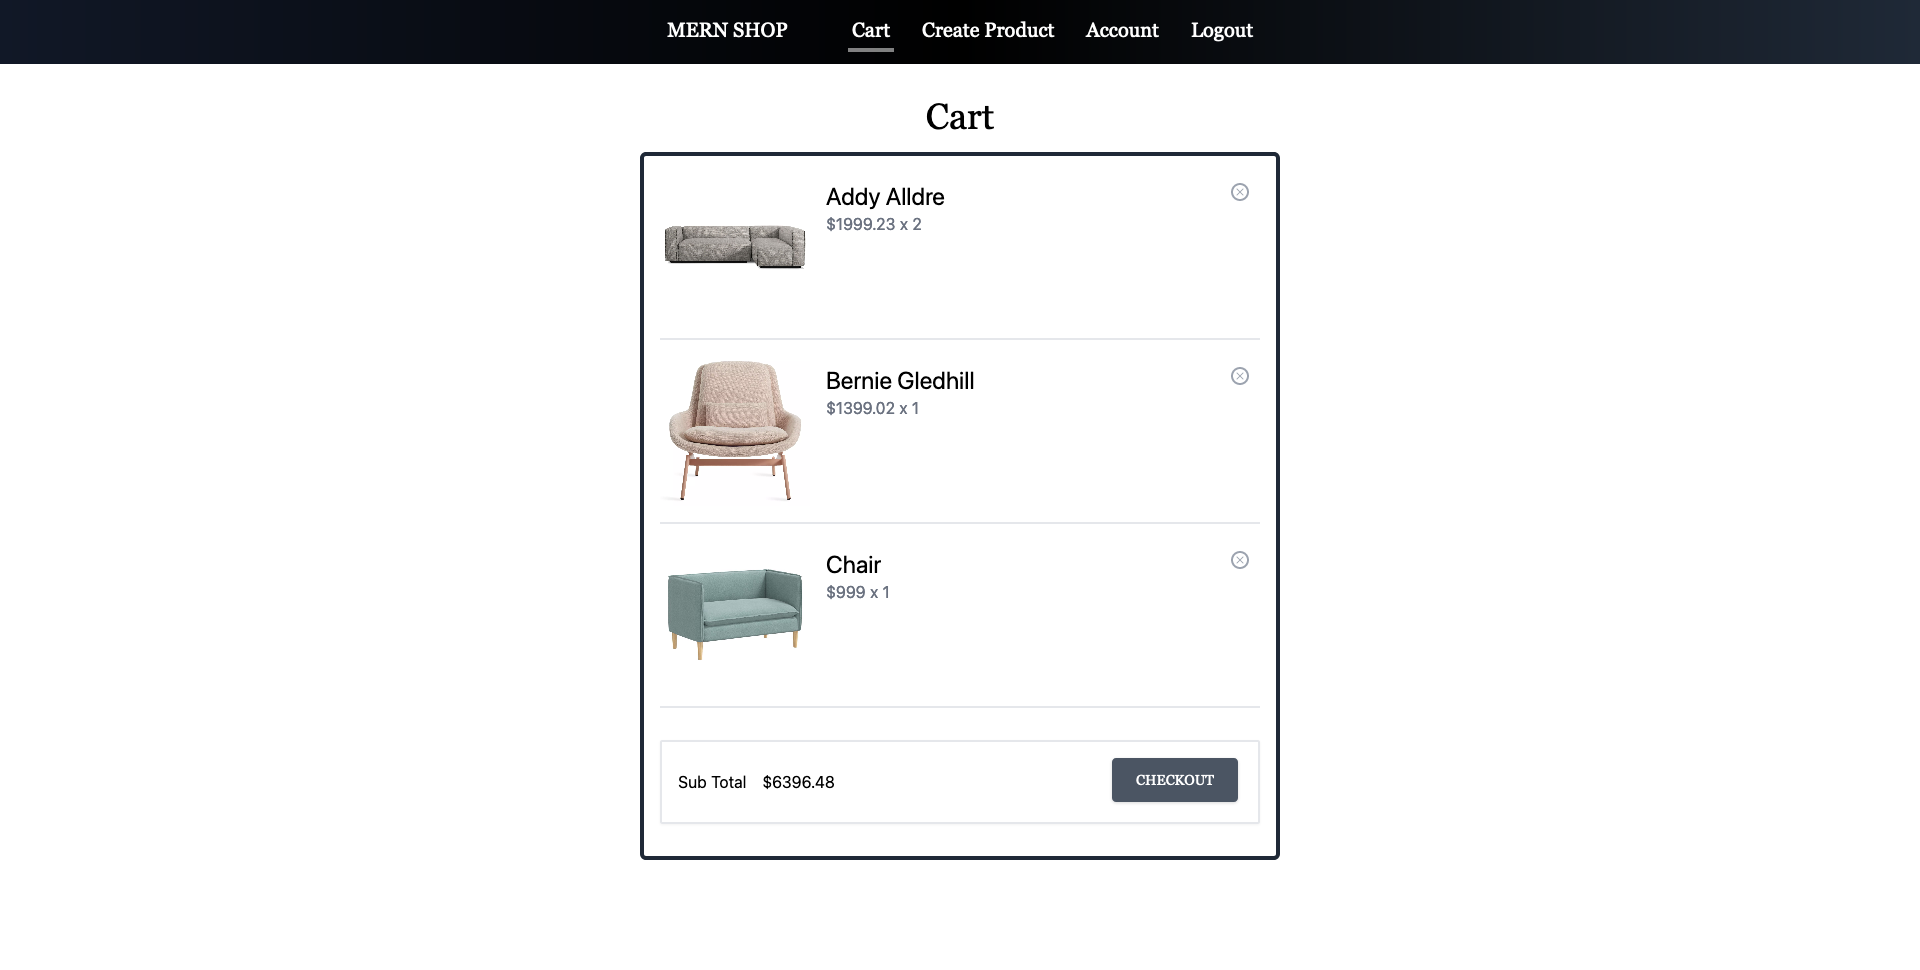 MERN SHOP Cart Create Product Account Logout
Cart
Addy Alldre
$1999.23 x 2
Bernie Gledhill
$1399.02 x 1
Chair
$999 x 1
Sub Total $6396.48 CHECKOUT